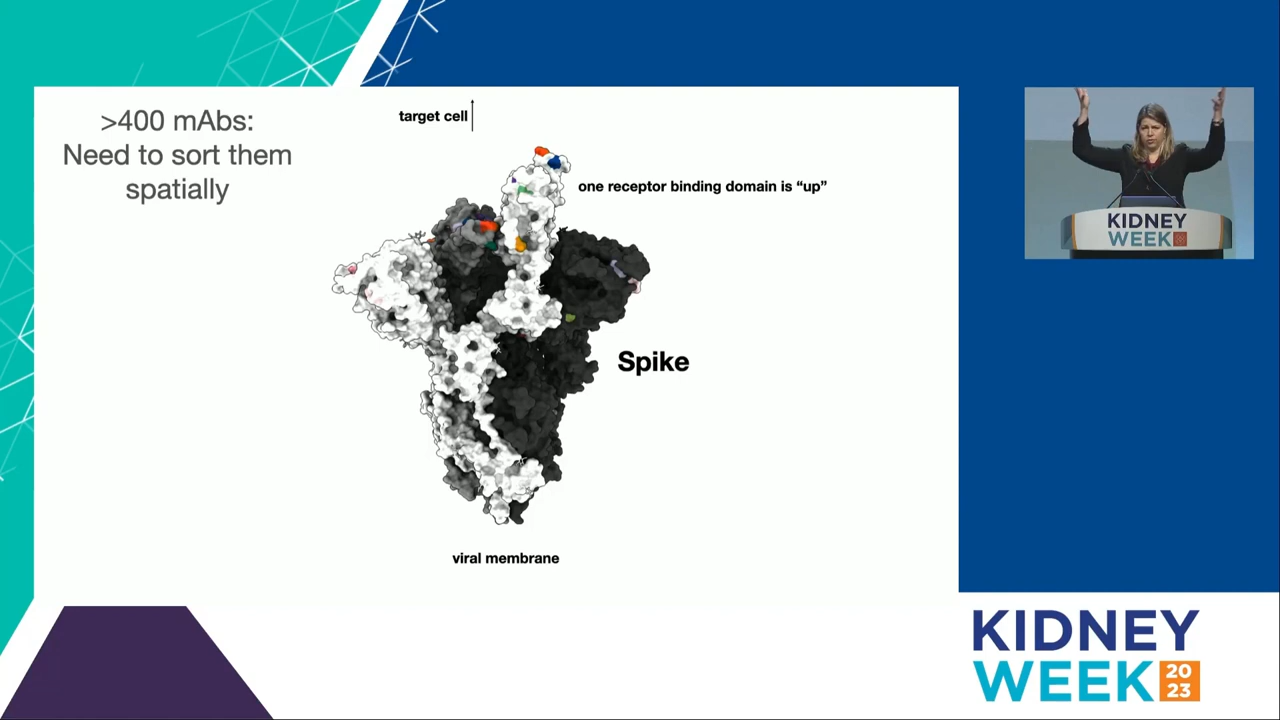 >400 mAbs:
Need to sort them
spatially
target cell
one receptor binding domain is “up”
Spike
viral membrane
KIDNEY
WEEK
KIDNEY
WEEK
20
23